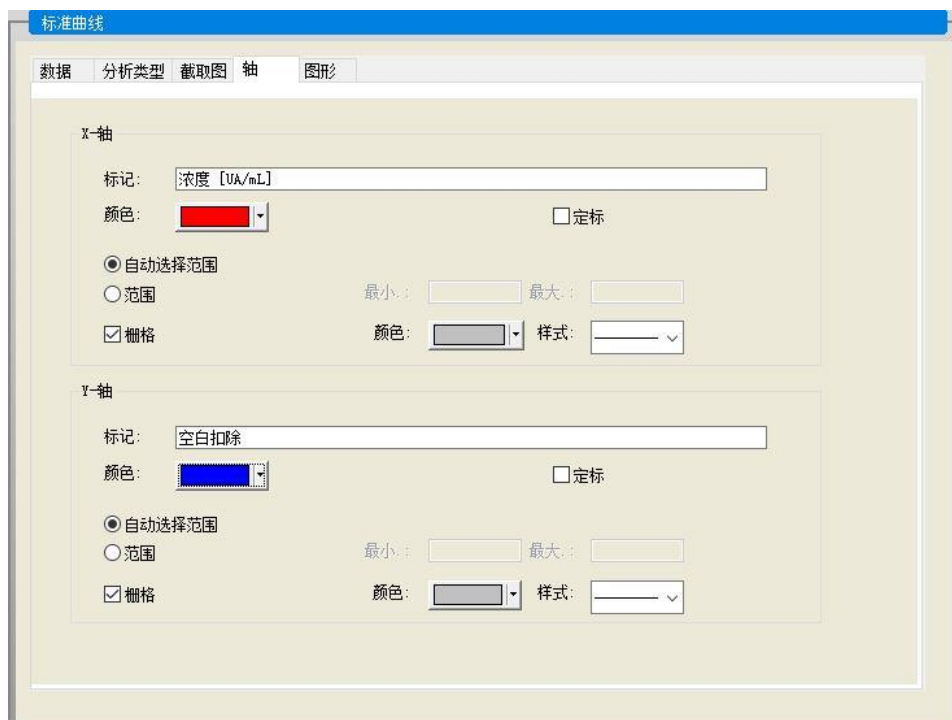 标准曲线
数据 分析类型 截取图 轴 图形
X-轴
标记： 浓度 [UA/mL]
颜色： 定标
自动选择范围
范围 最小.： 最大.：
栅格 颜色： 样式：
Y-轴
标记： 空白扣除
颜色： 定标
自动选择范围
范围 最小.： 最大.：
栅格 颜色： 样式：